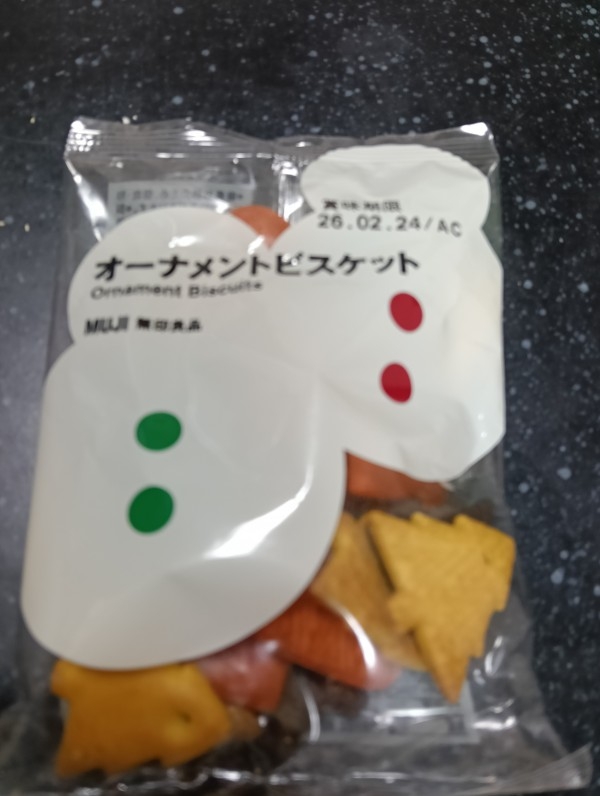 賞味期限
26.02.24/AC
オーナメントビスケット
Ornament Biscuits
MUJI 無印良品